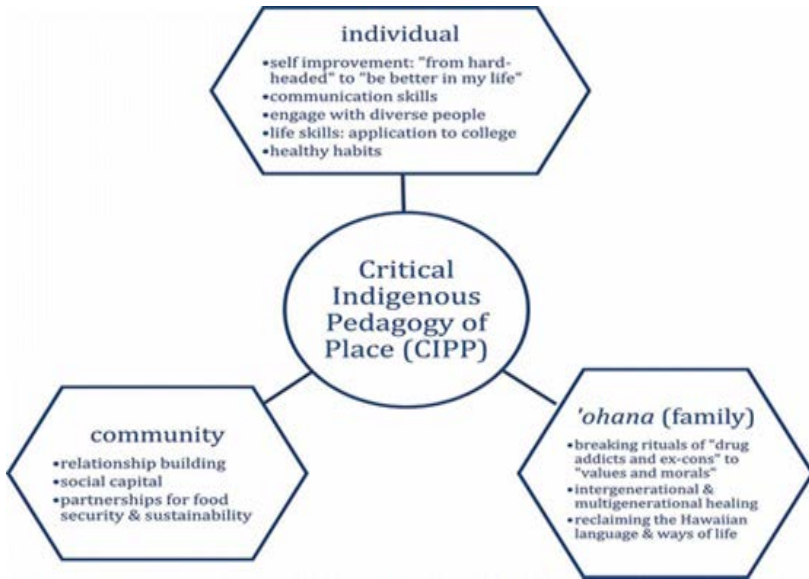 individual
•self improvement: "from hard-
headed" to "be better in my life"
•communication skills
•engage with diverse people
•life skills: application to college
•healthy habits
Critical
Indigenous
Pedagogy of
Place (CIPP)
community
•relationship building
•social capital
•partnerships for food
security & sustainability
'ohana (family)
•breaking rituals of "drug
addicts and ex-cons" to
"values and morals"
•intergenerational &
multigenerational healing
•reclaiming the Hawaiian
language & ways of life